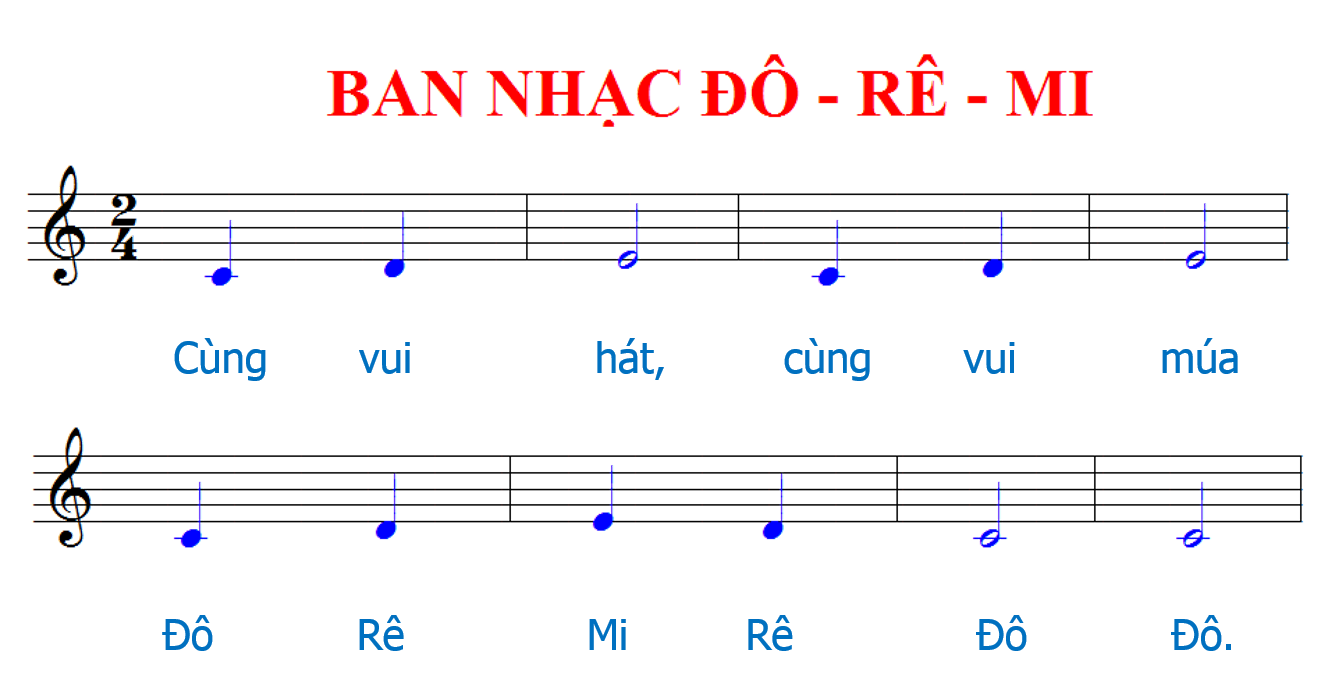 BAN NHẠC ĐÔ - RÊ - MI
2
4
Cùng vui hát, cùng vui múa
Đô Rê Mi Rê Đô Đô.